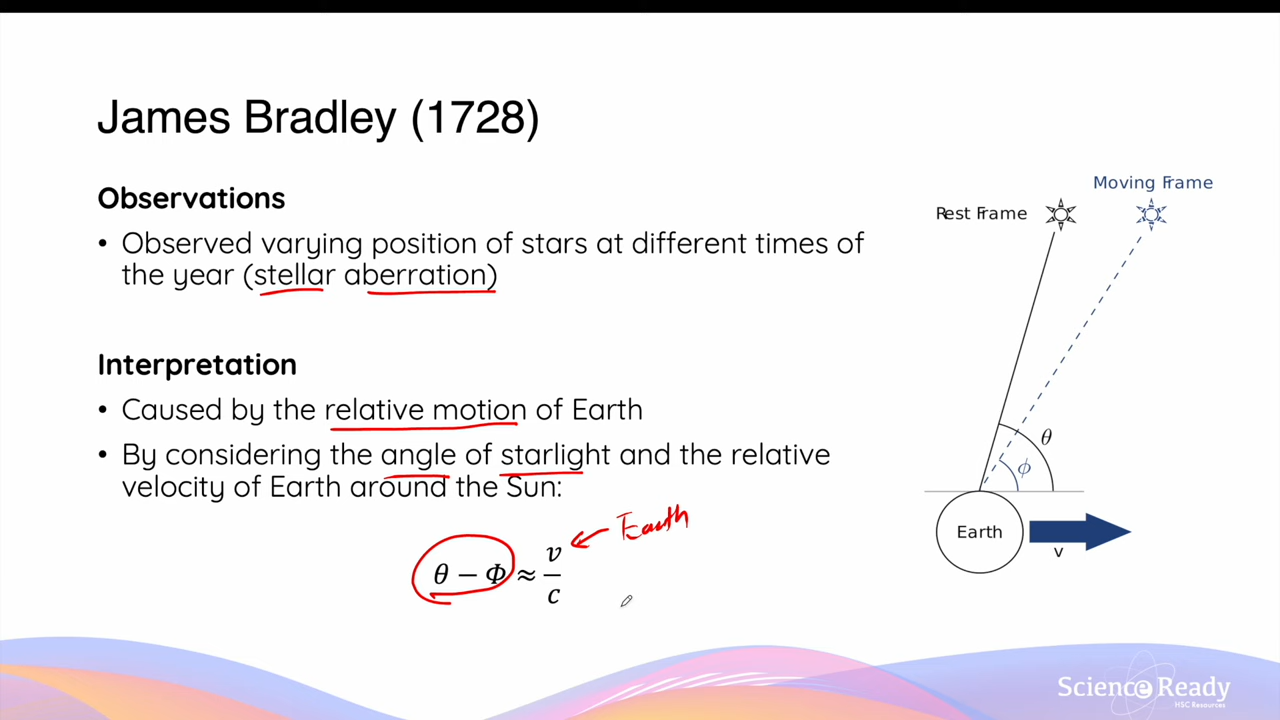 James Bradley (1728)
Observations
• Observed varying position of stars at different times of
the year (stellar aberration)
Interpretation
• Caused by the relative motion of Earth
• By considering the angle of starlight and the relative
velocity of Earth around the Sun:
θ − Φ ≈ v/c
Earth
Moving Frame
Rest Frame
θ
ϕ
Earth
v
Science Ready
HSC Resources